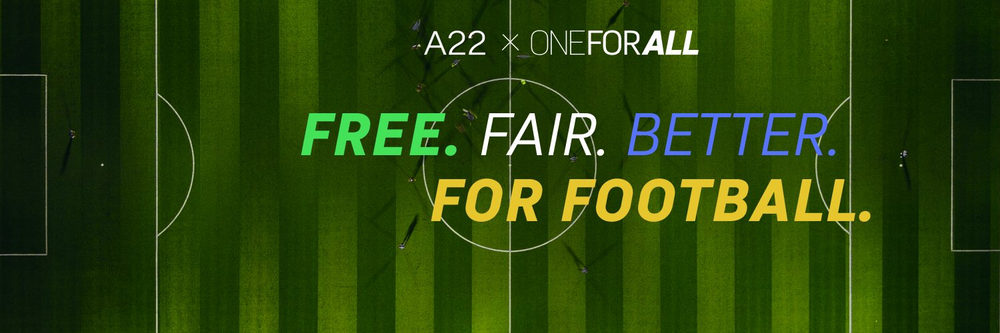 A22 × ONEFORALL
FREE. FAIR. BETTER.
FOR FOOTBALL.